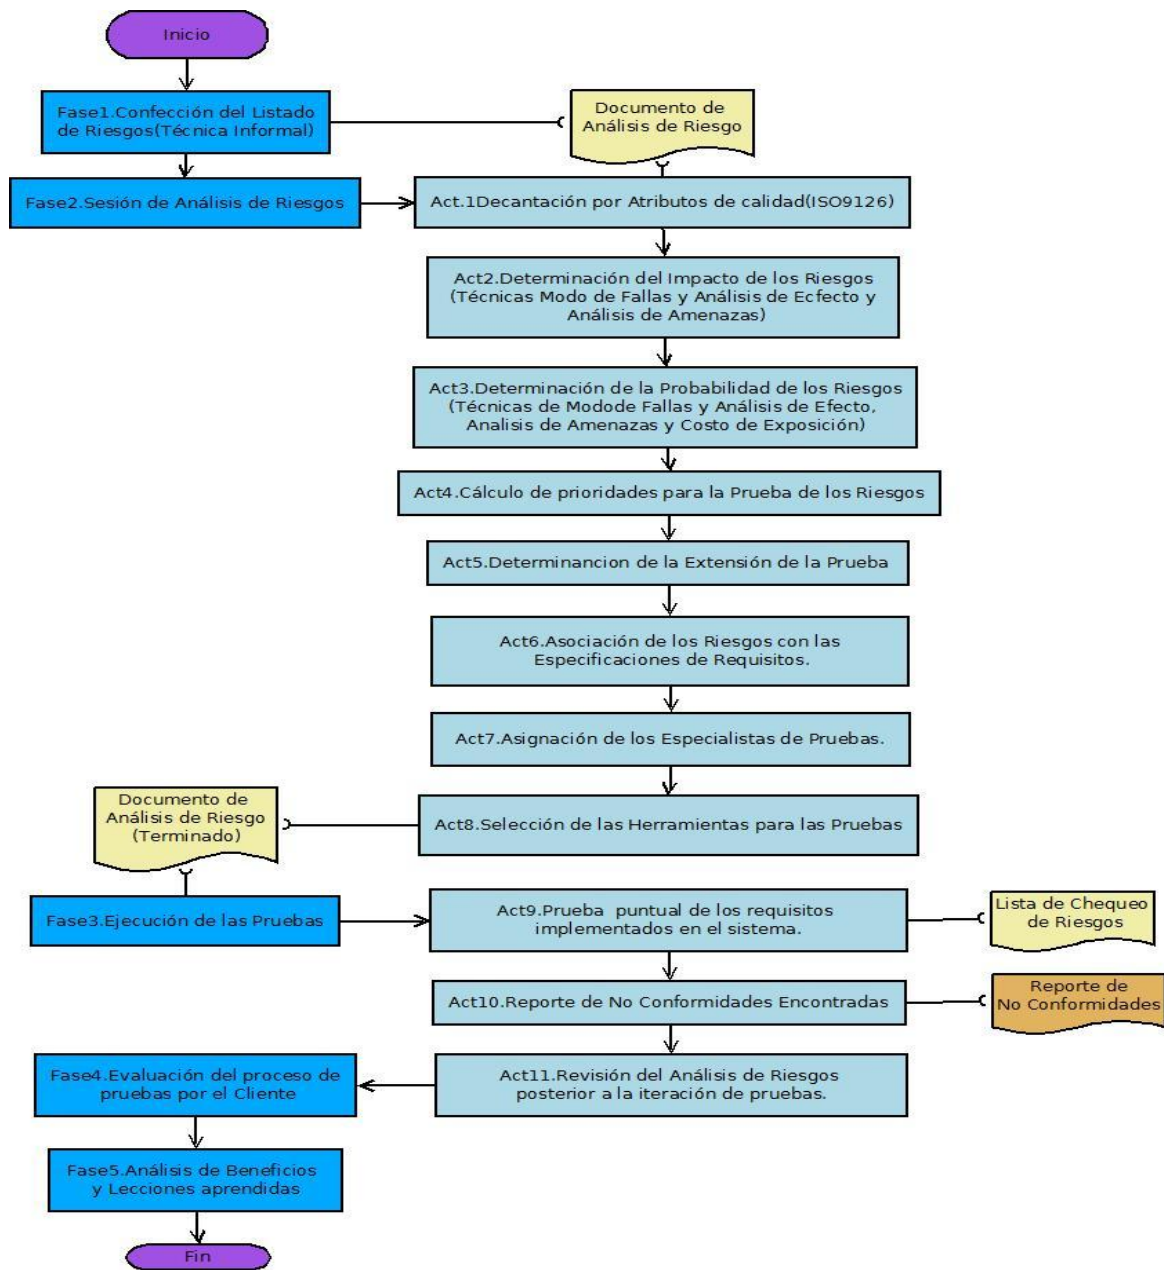 Inicio
Fase1.Confección del Listado
de Riesgos(Técnica Informal)
Documento de
Análisis de Riesgo
Fase2.Sesión de Análisis de Riesgos
Act.1Decantación por Atributos de calidad(ISO9126)
Act2.Determinación del Impacto de los Riesgos
(Técnicas Modo de Fallas y Análisis de Ecfecto y
Análisis de Amenazas)
Act3.Determinación de la Probabilidad de los Riesgos
(Técnicas de Modode Fallas y Análisis de Efecto,
Analisis de Amenazas y Costo de Exposición)
Act4.Cálculo de prioridades para la Prueba de los Riesgos
Act5.Determinancion de la Extensión de la Prueba
Act6.Asociación de los Riesgos con las
Especificaciones de Requisitos.
Act7.Asignación de los Especialistas de Pruebas.
Documento de
Análisis de Riesgo
(Terminado)
Act8.Selección de las Herramientas para las Pruebas
Fase3.Ejecución de las Pruebas
Act9.Prueba puntual de los requisitos
implementados en el sistema.
Lista de Chequeo
de Riesgos
Act10.Reporte de No Conformidades Encontradas
Reporte de
No Conformidades
Act11.Revisión del Análisis de Riesgos
posterior a la iteración de pruebas.
Fase4.Evaluación del proceso de
pruebas por el Cliente
Fase5.Análisis de Beneficios
y Lecciones aprendidas
Fin